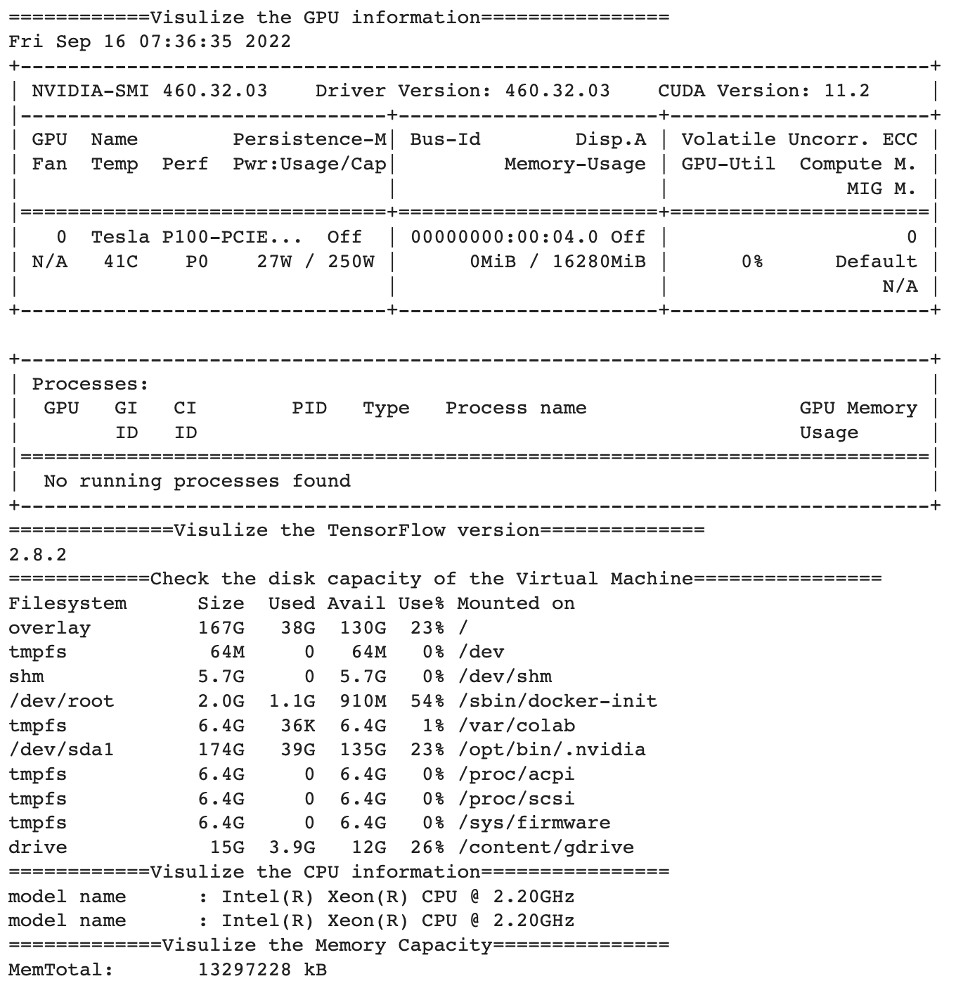 ============Visulize the GPU information================
Fri Sep 16 07:36:35 2022
+-----------------------------------------------------------------------------+
| NVIDIA-SMI 460.32.03    Driver Version: 460.32.03    CUDA Version: 11.2     |
|-------------------------------+----------------------+----------------------+
| GPU  Name        Persistence-M| Bus-Id        Disp.A | Volatile Uncorr. ECC |
| Fan  Temp  Perf  Pwr:Usage/Cap|         Memory-Usage | GPU-Util  Compute M. |
|                               |                      |               MIG M. |
|===============================+======================+======================|
|   0  Tesla P100-PCIE...  Off  | 00000000:00:04.0 Off |                    0 |
| N/A   41C    P0    27W / 250W |      0MiB / 16280MiB |      0%      Default |
|                               |                      |                  N/A |
+-------------------------------+----------------------+----------------------+

+-----------------------------------------------------------------------------+
| Processes:                                                                  |
|  GPU   GI   CI        PID   Type   Process name                  GPU Memory |
|        ID   ID                                                   Usage      |
|=============================================================================|
|  No running processes found                                                 |
+-----------------------------------------------------------------------------+
==============Visulize the TensorFlow version==============
2.8.2
============Check the disk capacity of the Virtual Machine================
Filesystem      Size  Used Avail Use% Mounted on
overlay         167G   38G  130G  23% /
tmpfs            64M     0   64M   0% /dev
shm             5.7G     0  5.7G   0% /dev/shm
/dev/root       2.0G  1.1G  910M  54% /sbin/docker-init
tmpfs           6.4G   36K  6.4G   1% /var/colab
/dev/sda1       174G   39G  135G  23% /opt/bin/.nvidia
tmpfs           6.4G     0  6.4G   0% /proc/acpi
tmpfs           6.4G     0  6.4G   0% /proc/scsi
tmpfs           6.4G     0  6.4G   0% /sys/firmware
drive            15G  3.9G   12G  26% /content/gdrive
============Visulize the CPU information================
model name      : Intel(R) Xeon(R) CPU @ 2.20GHz
model name      : Intel(R) Xeon(R) CPU @ 2.20GHz
=============Visulize the Memory Capacity===============
MemTotal:       13297228 kB